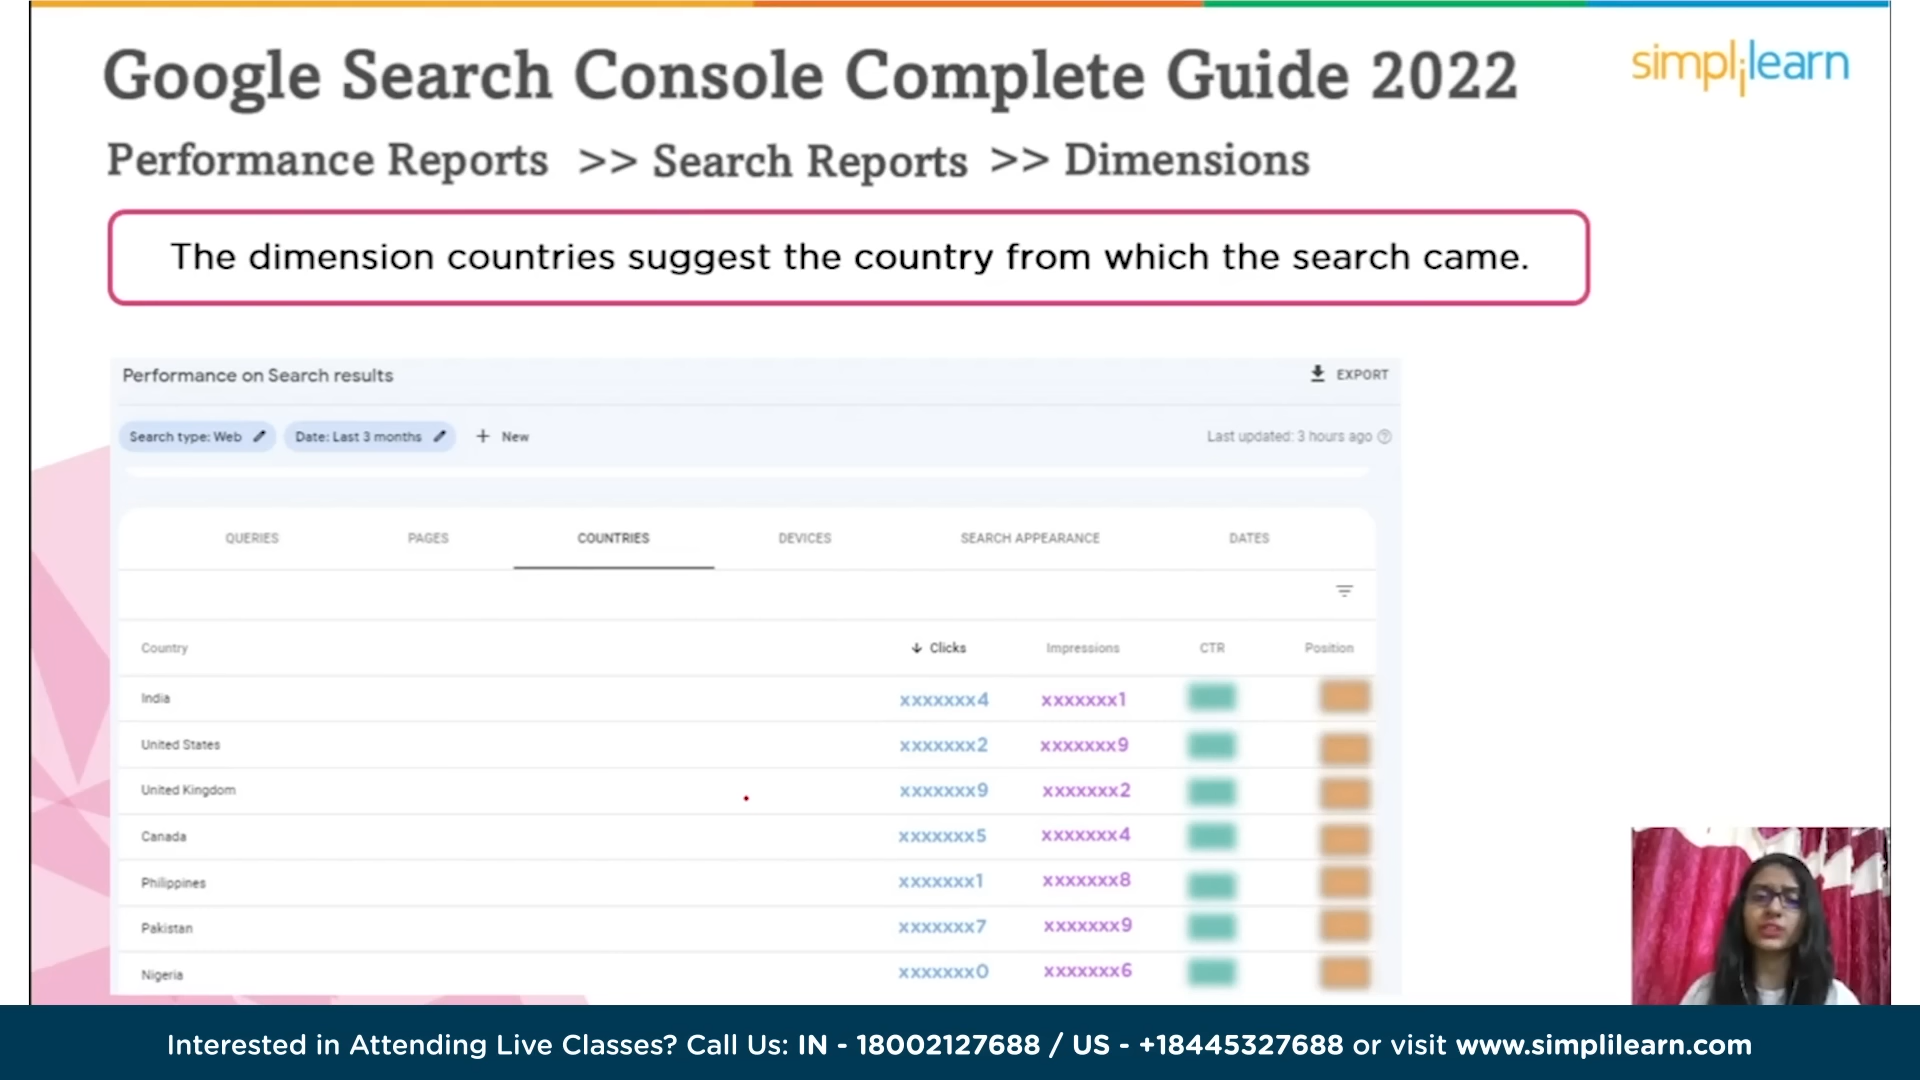 Google Search Console Complete Guide 2022
simplilearn
Performance Reports >> Search Reports >> Dimensions
The dimension countries suggest the country from which the search came.
Performance on Search results
EXPORT
Search type: Web
Date: Last 3 months
+ New
Last updated: 3 hours ago
QUERIES PAGES COUNTRIES DEVICES SEARCH APPEARANCE DATES
Country Clicks Impressions CTR Position
India xxxxxxx4 xxxxxxx1
United States xxxxxxx2 xxxxxxx9
United Kingdom xxxxxxx9 xxxxxxx2
Canada xxxxxxx5 xxxxxxx4
Philippines xxxxxxx1 xxxxxxx8
Pakistan xxxxxxx7 xxxxxxx9
Nigeria xxxxxxx0 xxxxxxx6
Interested in Attending Live Classes? Call Us: IN - 18002127688 / US - +18445327688 or visit www.simplilearn.com